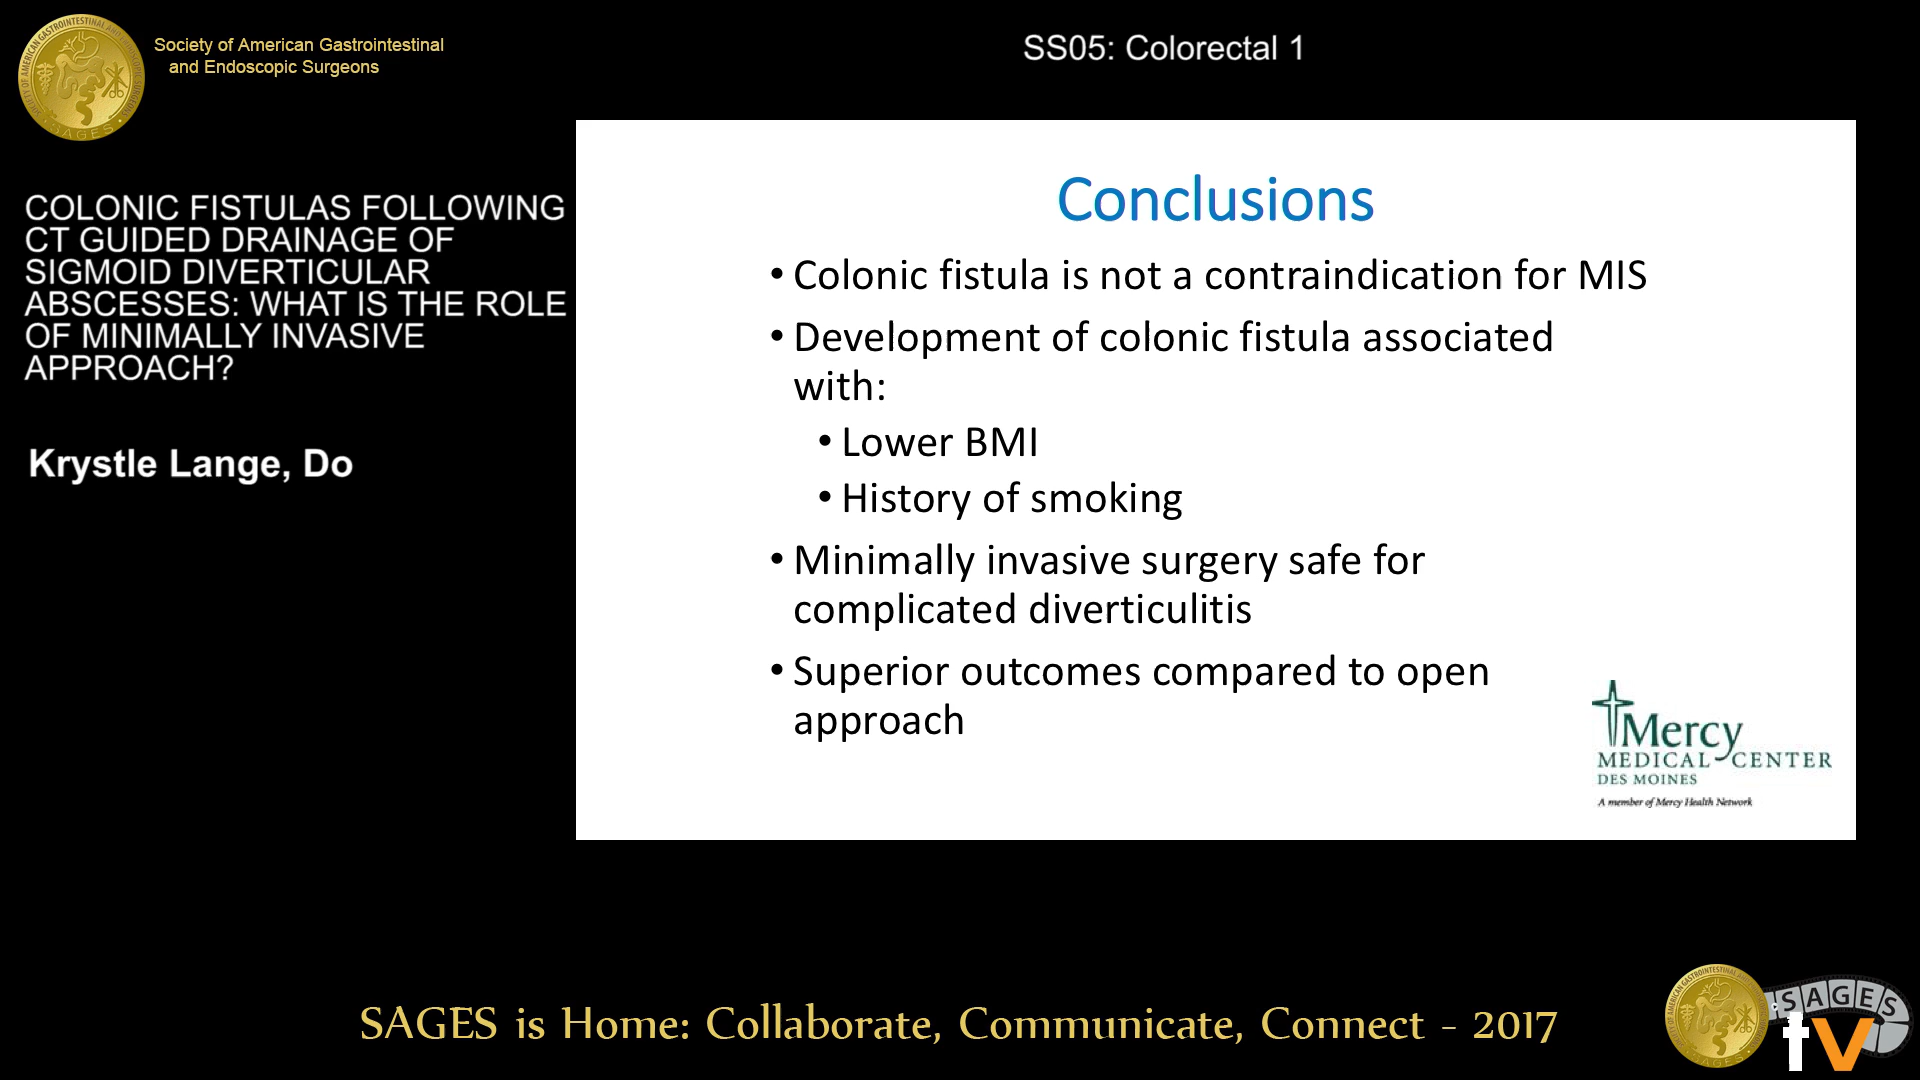 Society of American Gastrointestinal
and Endoscopic Surgeons
SS05: Colorectal 1
COLONIC FISTULAS FOLLOWING
CT GUIDED DRAINAGE OF
SIGMOID DIVERTICULAR
ABSCESSES: WHAT IS THE ROLE
OF MINIMALLY INVASIVE
APPROACH?
Krystle Lange, Do
Conclusions
• Colonic fistula is not a contraindication for MIS
• Development of colonic fistula associated
with:
• Lower BMI
• History of smoking
• Minimally invasive surgery safe for
complicated diverticulitis
• Superior outcomes compared to open
approach
Mercy
MEDICAL CENTER
DES MOINES
A member of Mercy Health Network
SAGES is Home: Collaborate, Communicate, Connect - 2017
SAGES
tv